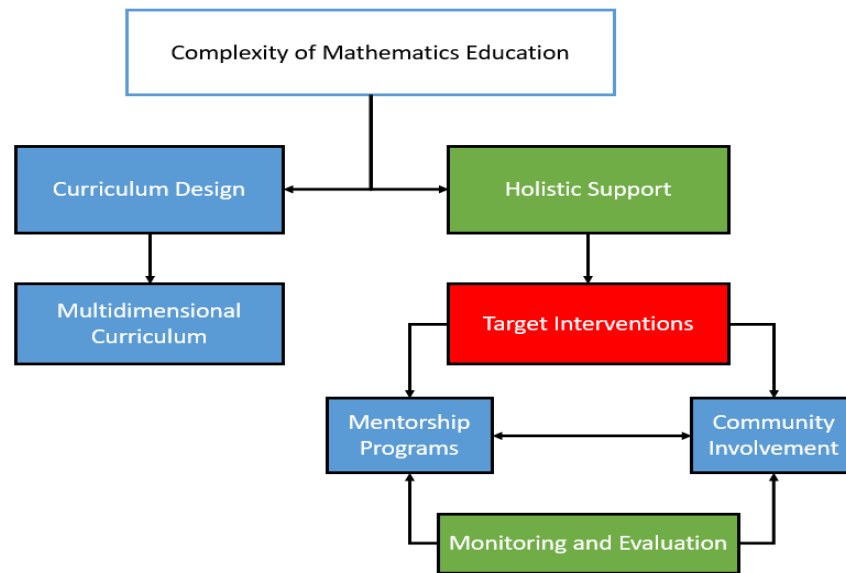 Complexity of Mathematics Education
Curriculum Design
Holistic Support
Multidimensional
Curriculum
Target Interventions
Mentorship
Programs
Community
Involvement
Monitoring and Evaluation